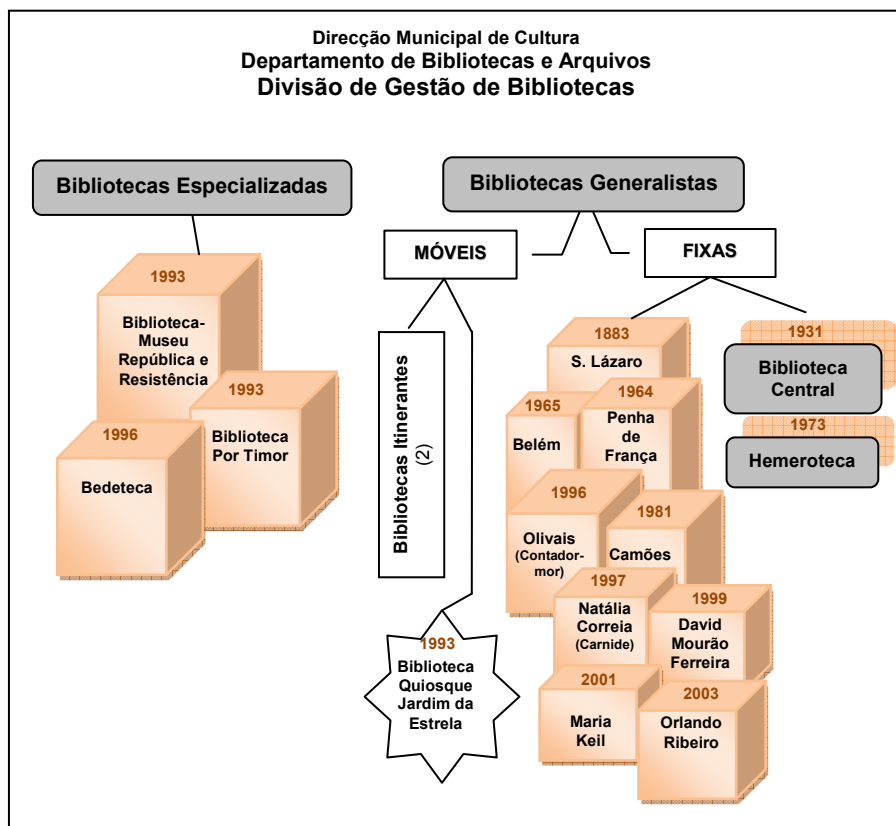 Direcção Municipal de Cultura
Departamento de Bibliotecas e Arquivos
Divisão de Gestão de Bibliotecas
Bibliotecas Especializadas
1993
Biblioteca-
Museu
República e
Resistência
1993
Biblioteca
Por Timor
1996
Bedeteca
Bibliotecas Generalistas
MÓVEIS
Bibliotecas Itinerantes
(2)
1993
Biblioteca
Quiosque
Jardim da
Estrela
FIXAS
1883
S. Lázaro
1965
Belém
1964
Penha
de
França
1996
Olivais
(Contador-
mor)
1981
Camões
1997
Natália
Correia
(Carnide)
1999
David
Mourão
Ferreira
2001
Maria
Keil
2003
Orlando
Ribeiro
1931
Biblioteca
Central
1973
Hemeroteca